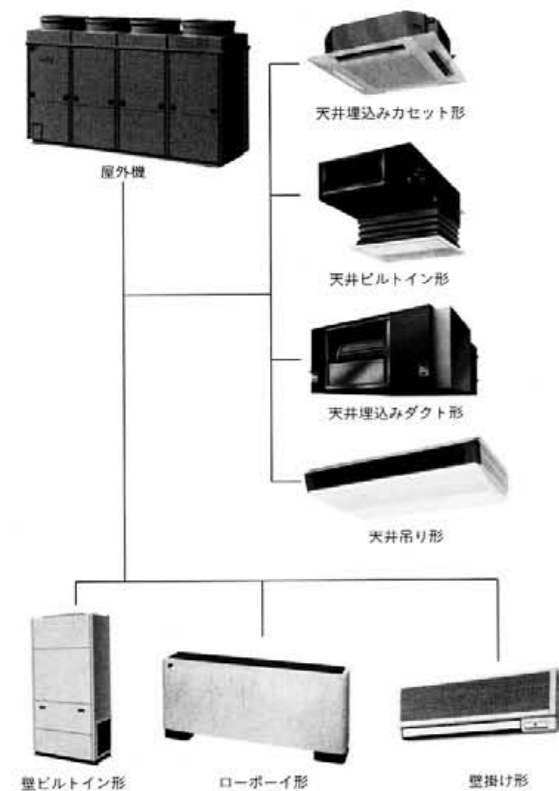 屋外機
天井埋込みカセット形
天井ビルトイン形
天井埋込みダクト形
天井吊り形
壁ビルトイン形
ローボーイ形
壁掛け形